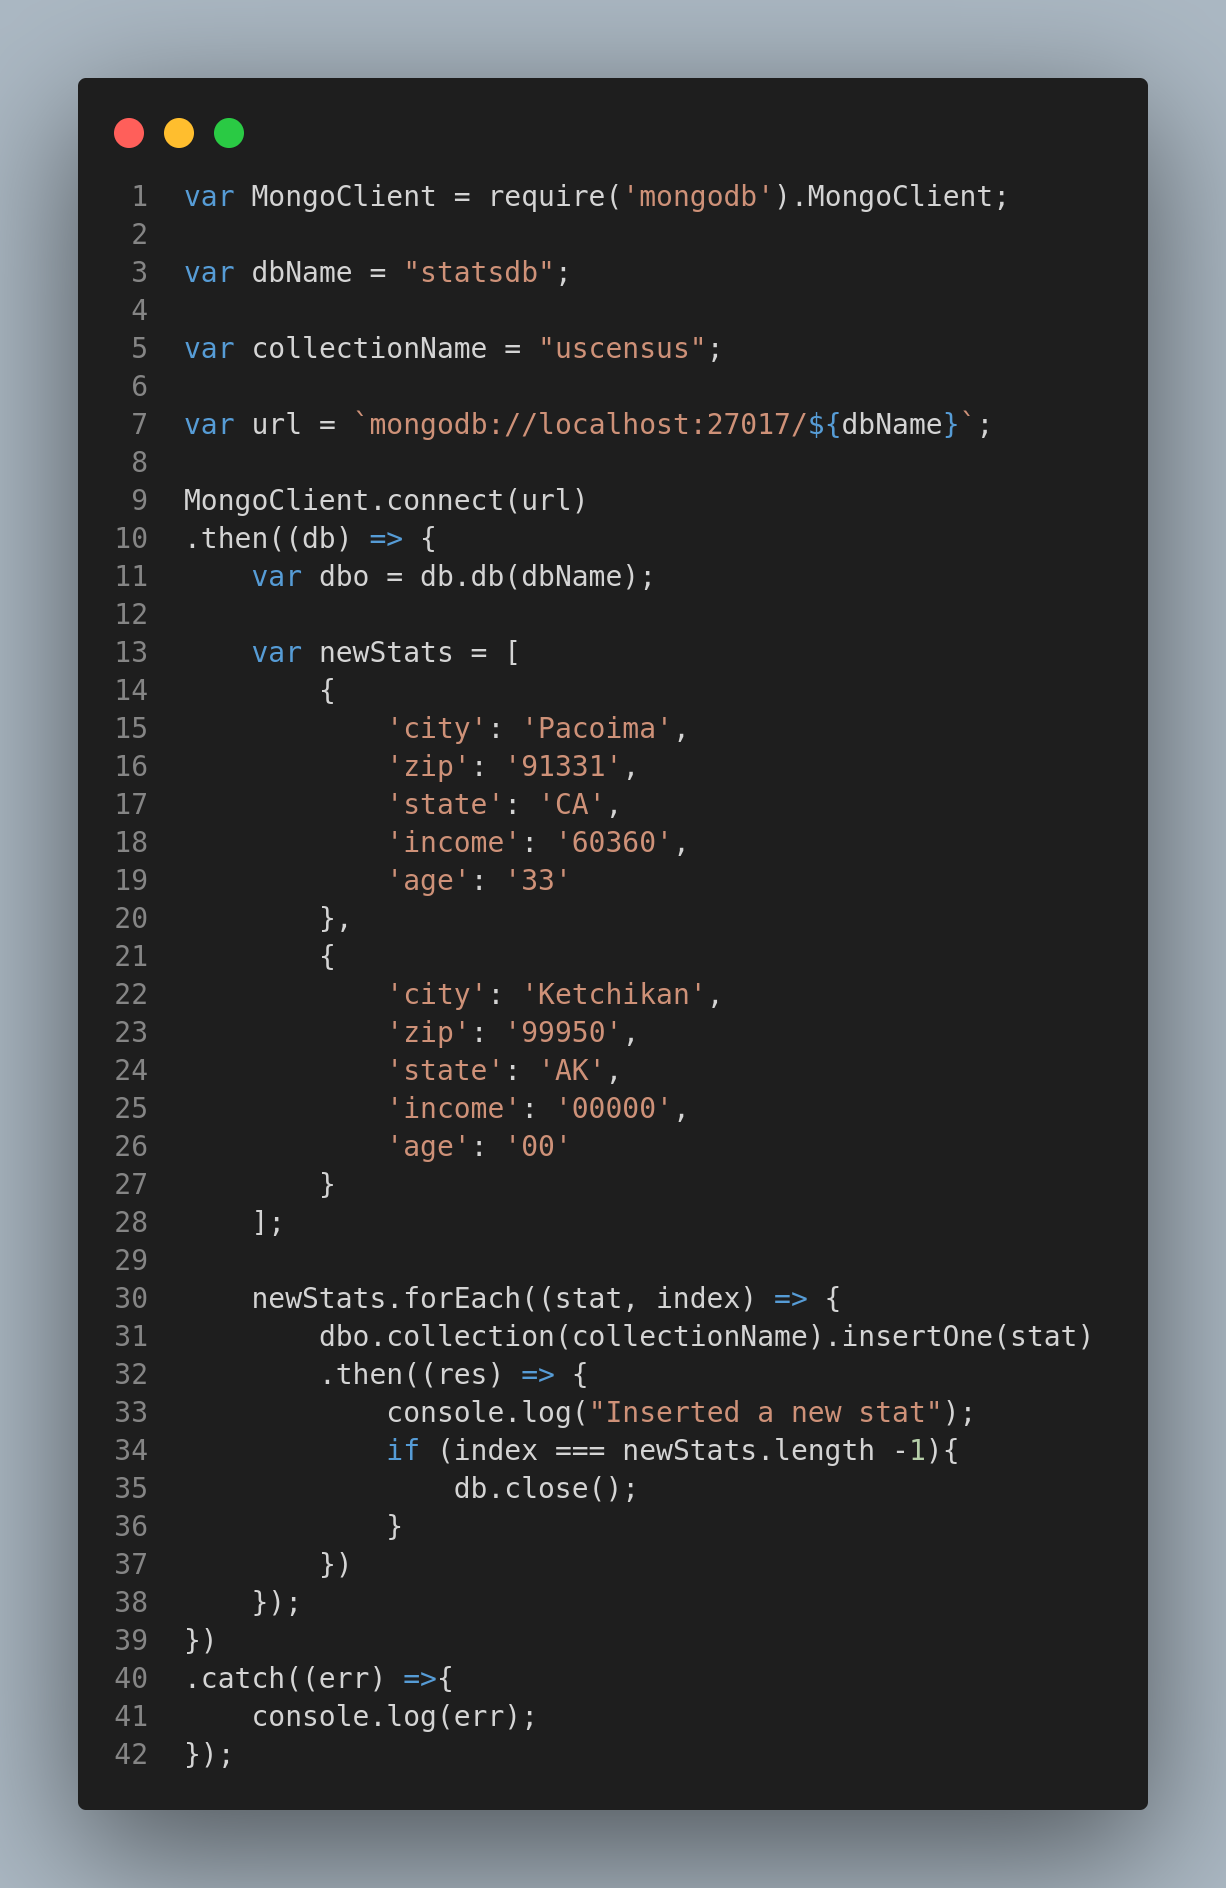 1 var MongoClient = require('mongodb').MongoClient;
2
3 var dbName = "statsdb";
4
5 var collectionName = "uscensus";
6
7 var url = `mongodb://localhost:27017/${dbName}`;
8
9 MongoClient.connect(url)
10 .then((db) => {
11     var dbo = db.db(dbName);
12
13     var newStats = [
14         {
15             'city': 'Pacoima',
16             'zip': '91331',
17             'state': 'CA',
18             'income': '60360',
19             'age': '33'
20         },
21         {
22             'city': 'Ketchikan',
23             'zip': '99950',
24             'state': 'AK',
25             'income': '00000',
26             'age': '00'
27         }
28     ];
29
30     newStats.forEach((stat, index) => {
31         dbo.collection(collectionName).insertOne(stat)
32         .then((res) => {
33             console.log("Inserted a new stat");
34             if (index === newStats.length -1){
35                 db.close();
36             }
37         })
38     });
39 })
40 .catch((err) =>{
41     console.log(err);
42 });